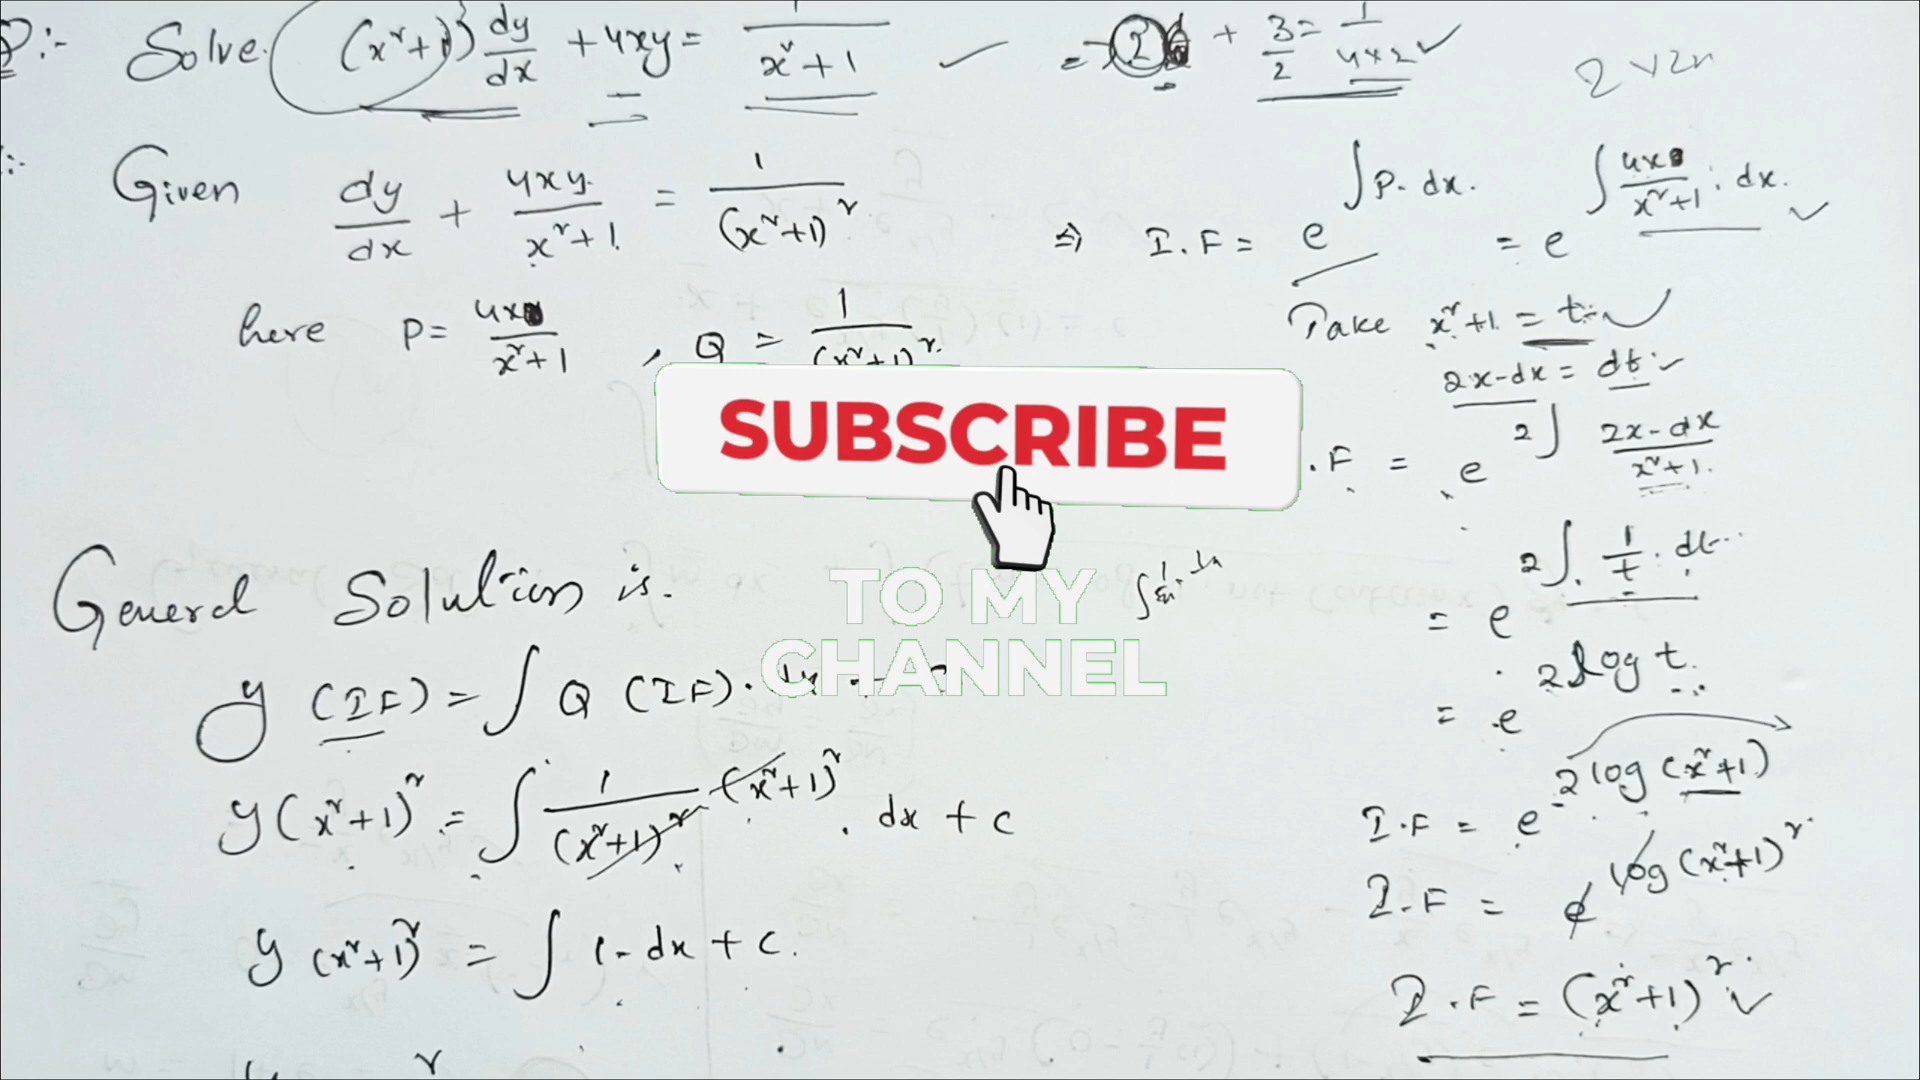 Solve (x²+1) dy/dx + 4xy = 1/(x²+1)
+ 3/2 = 1/(4×2)
Given dy/dx + 4xy/(x²+1) = 1/(x²+1)²
⇒ I.F = e^∫P.dx. = e^∫4x/(x²+1).dx.
here P = 4x/(x²+1), Q = 1/(x²+1)²
Take x²+1 = t
2x-dx = dt
SUBSCRIBE
.F = e^2∫ 2x-dx/(x²+1).
TO MY
CHANNEL
= e^2∫ 1/t.dt
= e^2log t.
I.F = e^2log(x²+1)
I.F = e^log(x²+1)²
I.F = (x²+1)²
General Solution is.
y (IF) = ∫ Q (IF).
y(x²+1)² = ∫ 1/(x²+1)² (x²+1)² . dx + c
y (x²+1)² = ∫ 1- dx + c.